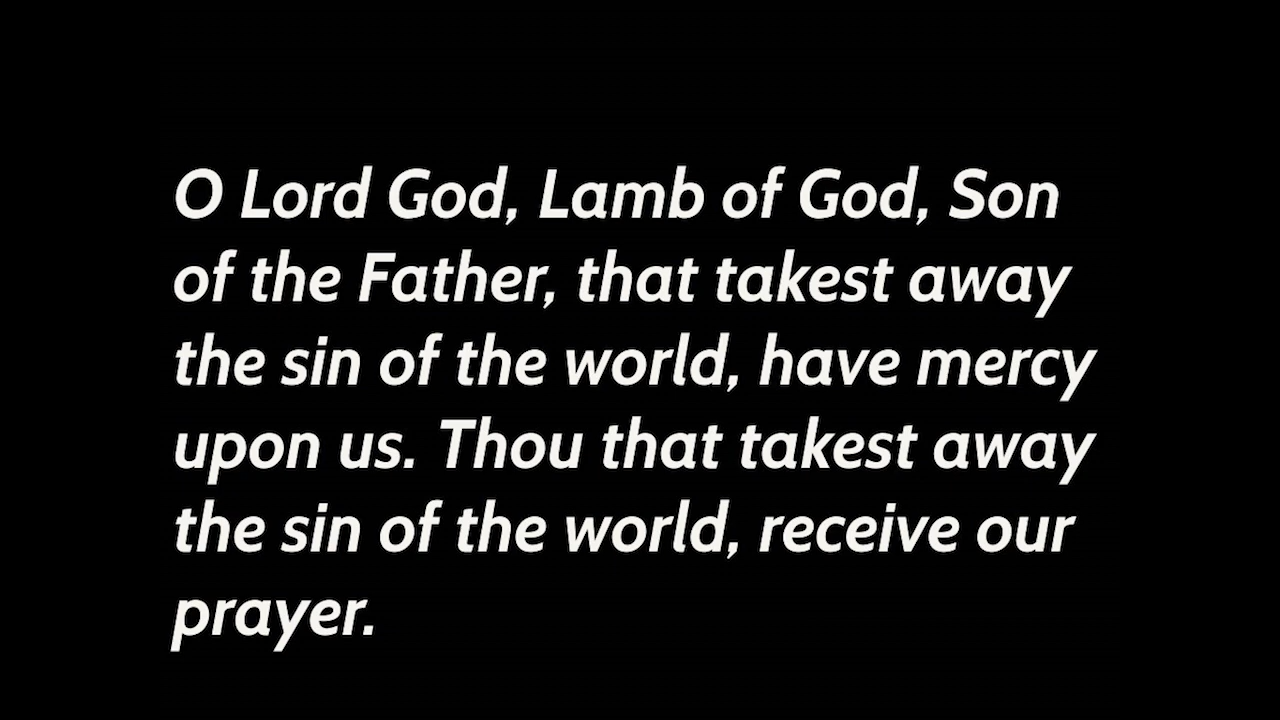 O Lord God, Lamb of God, Son
of the Father, that takest away
the sin of the world, have mercy
upon us. Thou that takest away
the sin of the world, receive our
prayer.